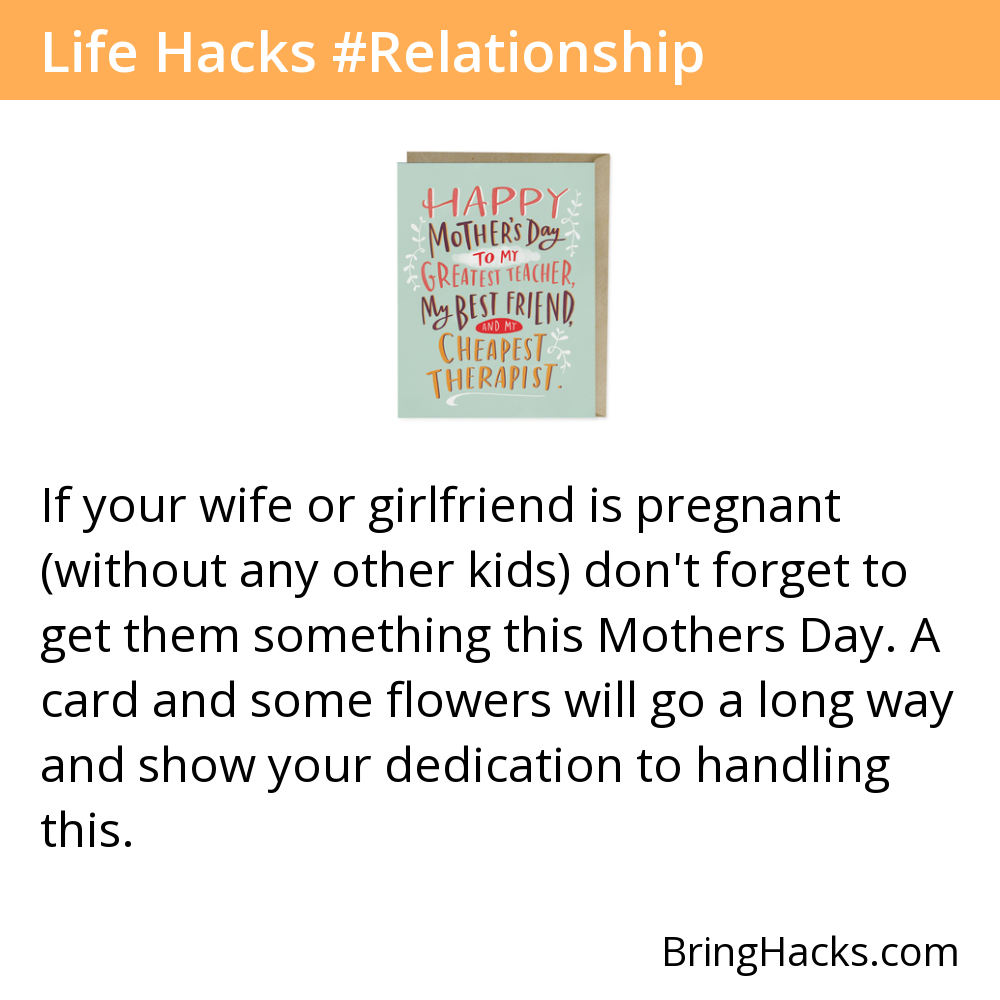 Life Hacks #Relationship
HAPPY
MOTHER'S Day
TO MY
GREATEST TEACHER,
My BEST FRIEND,
AND MY
CHEAPEST
THERAPIST.
If your wife or girlfriend is pregnant
(without any other kids) don't forget to
get them something this Mothers Day. A
card and some flowers will go a long way
and show your dedication to handling
this.
BringHacks.com